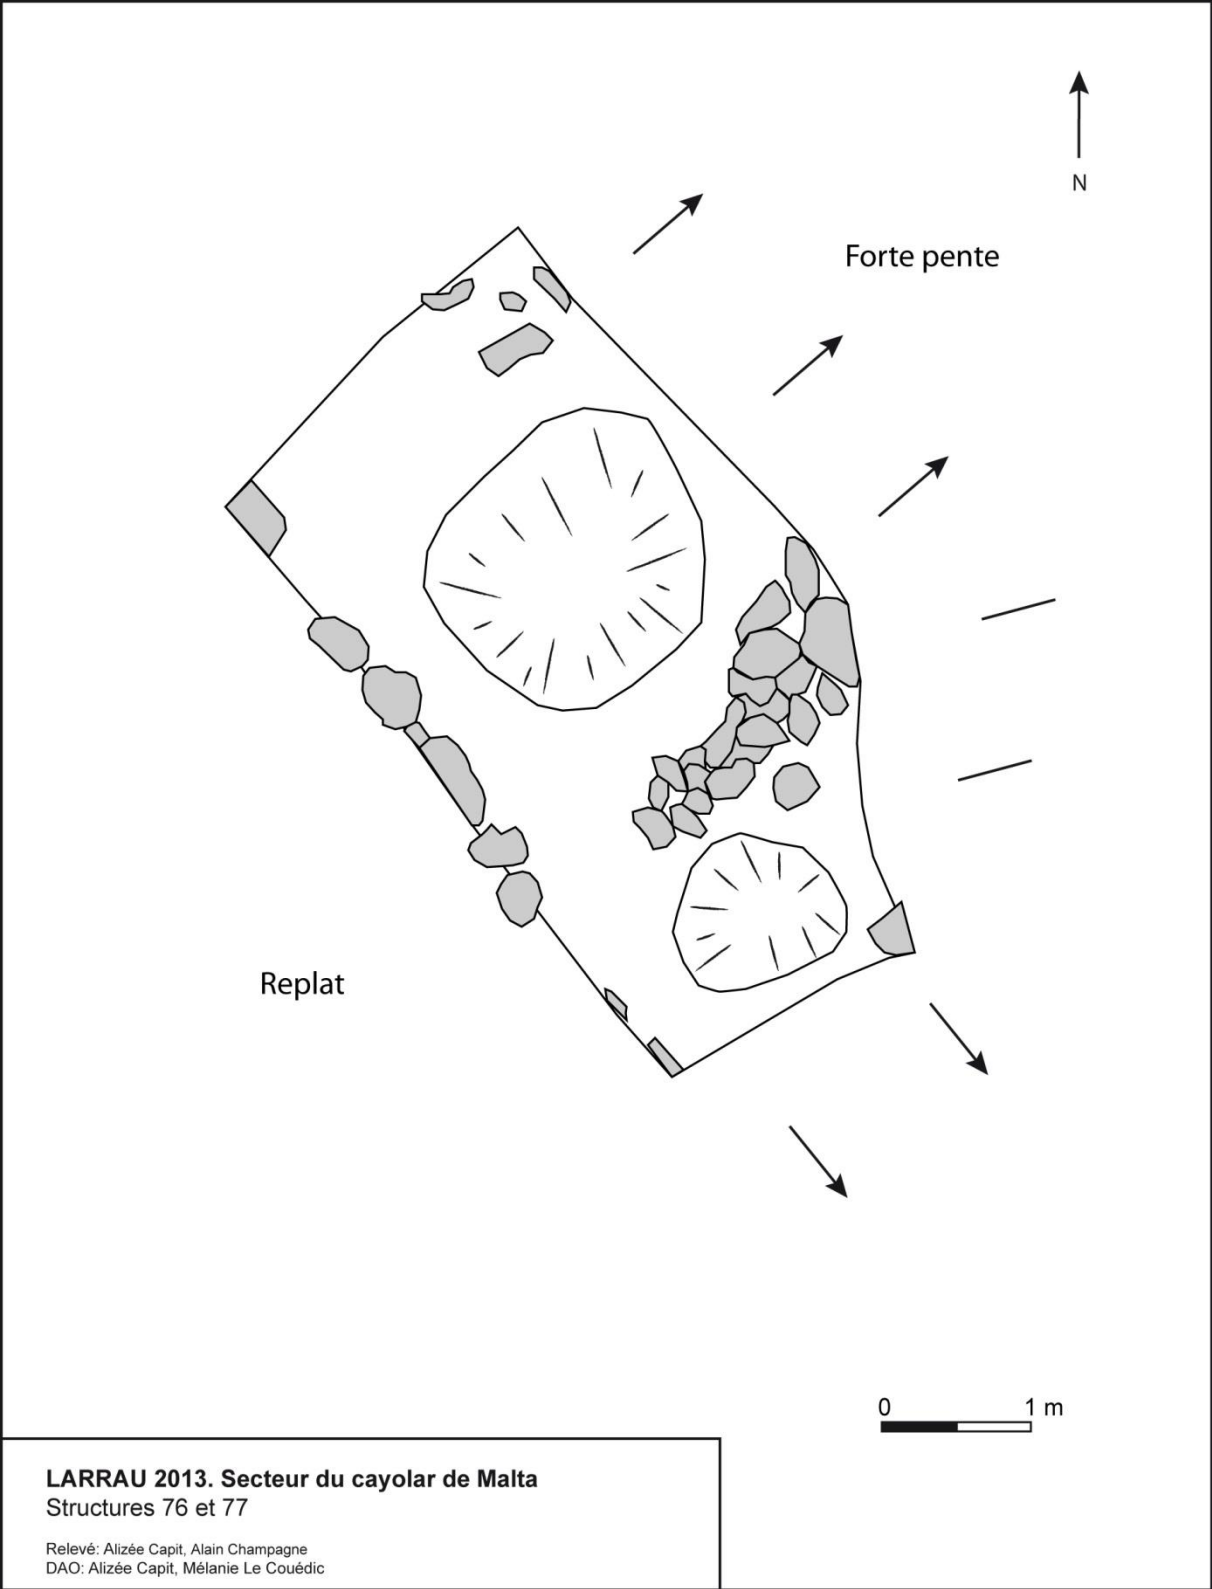 N
Forte pente
Replat
0 1 m
LARRAU 2013. Secteur du cayolar de Malta
Structures 76 et 77
Relevé: Alizée Capit, Alain Champagne
DAO: Alizée Capit, Mélanie Le Couédic